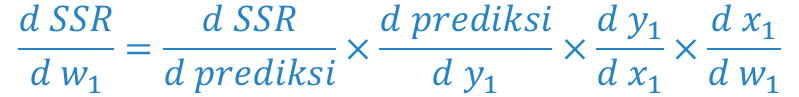 d SSR / d w₁ = d SSR / d prediksi × d prediksi / d y₁ × d y₁ / d x₁ × d x₁ / d w₁